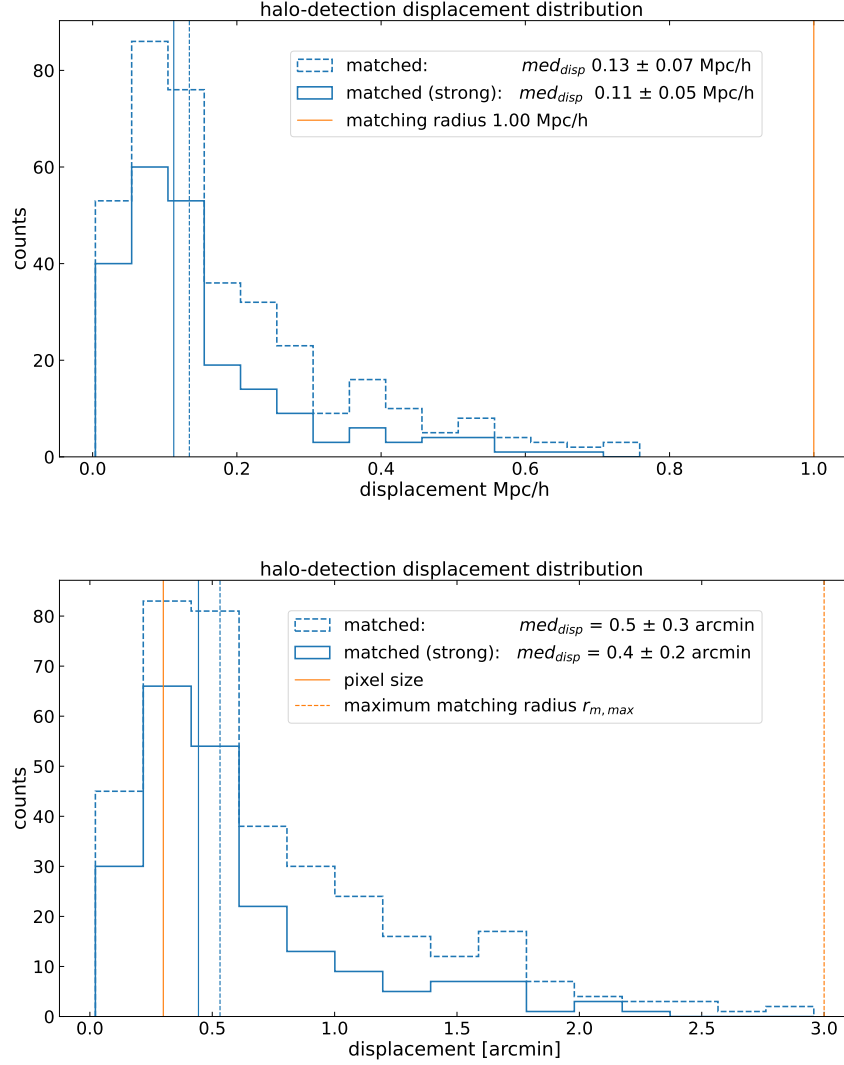 halo-detection displacement distribution
matched: med_disp 0.13 ± 0.07 Mpc/h
matched (strong): med_disp 0.11 ± 0.05 Mpc/h
matching radius 1.00 Mpc/h
counts
80
60
40
20
0
0.0 0.2 0.4 0.6 0.8 1.0
displacement Mpc/h
halo-detection displacement distribution
matched: med_disp = 0.5 ± 0.3 arcmin
matched (strong): med_disp = 0.4 ± 0.2 arcmin
pixel size
maximum matching radius r_m,max
counts
80
70
60
50
40
30
20
10
0
0.0 0.5 1.0 1.5 2.0 2.5 3.0
displacement [arcmin]